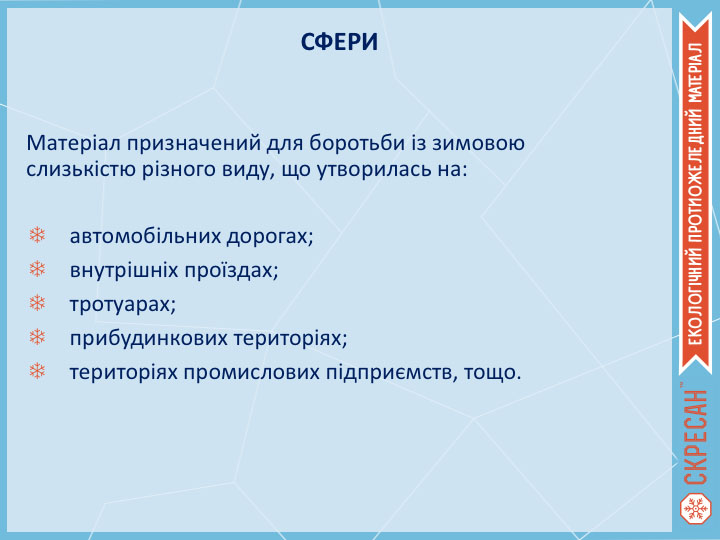 СФЕРИ
Матеріал призначений для боротьби із зимовою
слизькістю різного виду, що утворилась на:
автомобільних дорогах;
внутрішніх проїздах;
тротуарах;
прибудинкових територіях;
територіях промислових підприємств, тощо.
ЕКОЛОГІЧНИЙ ПРОТИОЖЕЛЕДНИЙ МАТЕРІАЛ
СКРЕСАН